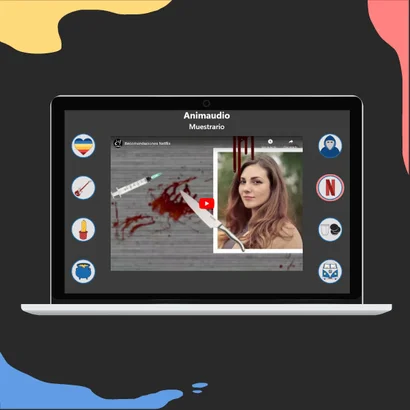 Animaudio
Muestrario
Recomendaciones Netflix
N